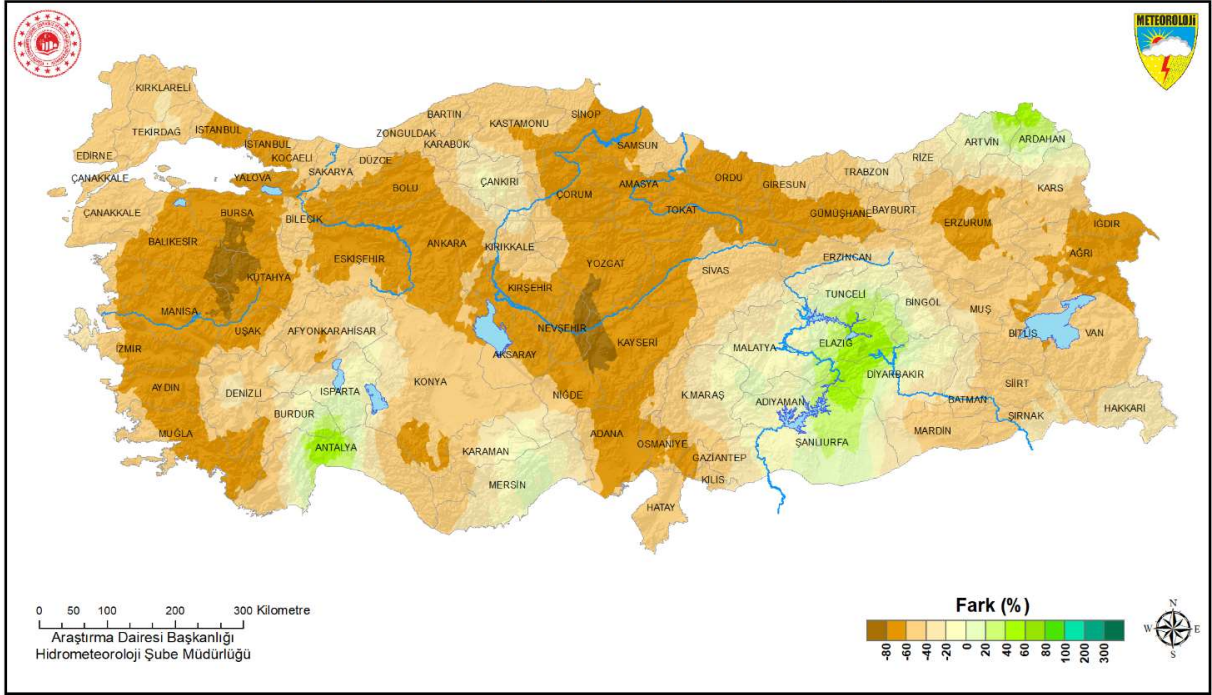 METEOROLOJİ
KIRKLARELİ
TEKİRDAĞ
İSTANBUL
İSTANBUL
EDİRNE
KOCAELİ
ÇANAKKALE
YALOVA
SAKARYA
DÜZCE
ZONGULDAK
BARTIN
KARABÜK
KASTAMONU
SİNOP
SAMSUN
ÇANAKKALE
BURSA
BİLECİK
BOLU
ÇANKIRI
ÇORUM
AMASYA
TOKAT
ORDU
GİRESUN
TRABZON
RİZE
ARTVİN
ARDAHAN
KARS
GÜMÜŞHANE
BAYBURT
ERZURUM
IĞDIR
AĞRI
BALIKESİR
KÜTAHYA
ESKİŞEHİR
ANKARA
KIRIKKALE
YOZGAT
SİVAS
ERZİNCAN
TUNCELİ
BİNGÖL
MUŞ
BİTLİS
VAN
MANİSA
UŞAK
AFYONKARAHİSAR
KIRŞEHİR
NEVŞEHİR
KAYSERİ
AKSARAY
MALATYA
ELAZIĞ
DİYARBAKIR
SİİRT
BATMAN
ŞIRNAK
HAKKARİ
İZMİR
AYDIN
DENİZLİ
ISPARTA
KONYA
NİĞDE
K.MARAŞ
ADIYAMAN
BURDUR
MUĞLA
ANTALYA
KARAMAN
MERSİN
ADANA
OSMANİYE
GAZİANTEP
KİLİS
HATAY
ŞANLIURFA
MARDİN
0 50 100 200 300 Kilometre
Araştırma Dairesi Başkanlığı
Hidrometeoroloji Şube Müdürlüğü
Fark (%)
-80 -60 -40 -20 0 20 40 60 80 100 200 300
N
W E
S